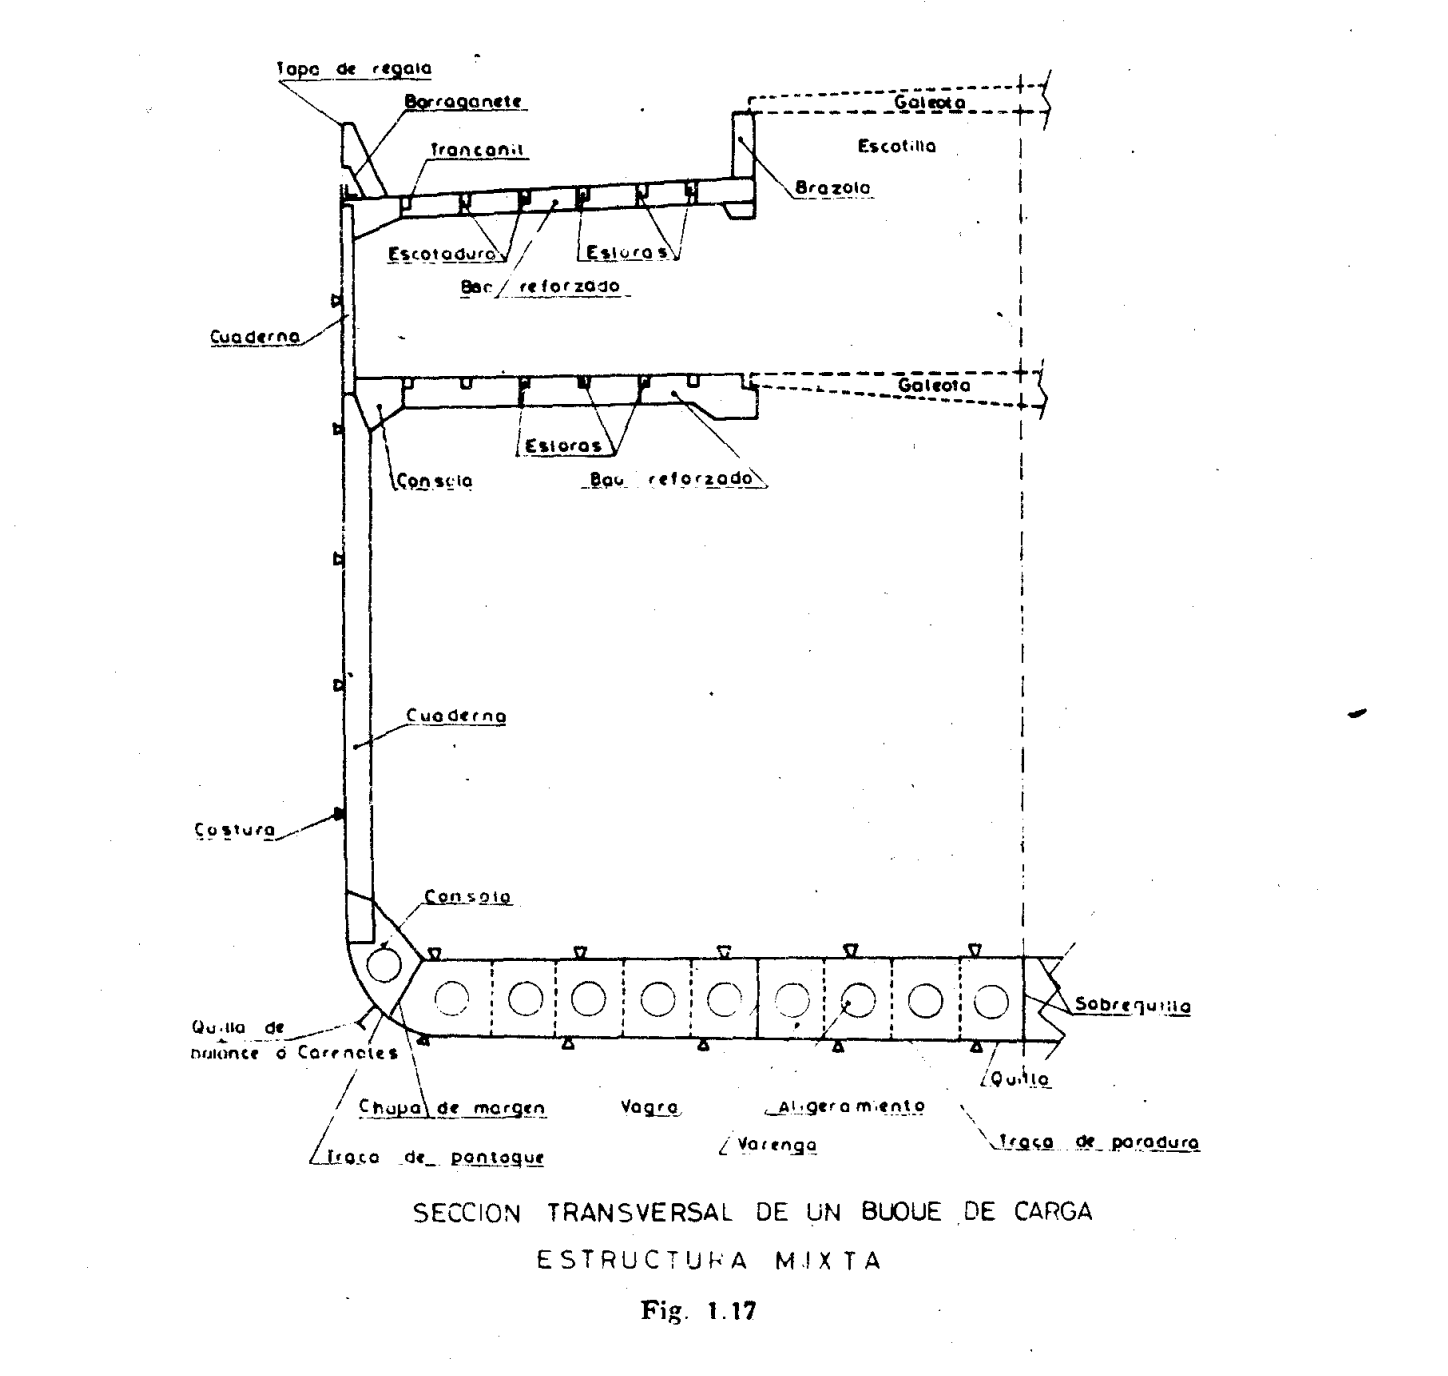 Tapa de regala
Barraganete
Galeota
Trancanil
Escotilla
Brazola
Escotadura
Esloras
Bao reforzado
Cuaderna
Galeota
Esloras
Consola
Bau reforzado
Cuaderna
Costura
Consola
Sobrequilla
Quilla de
balance ó Carenotes
Quilla
Chapa de margen
Vagra
Aligeramiento
Varenga
Traca de paradura
Traca de pantoque
SECCION TRANSVERSAL DE UN BUQUE DE CARGA
ESTRUCTURA MIXTA
Fig. 1.17